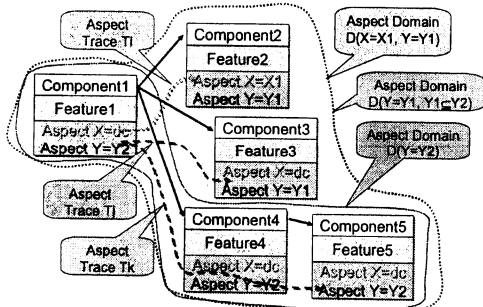 Aspect
Trace Ti
Component2
Feature2
Aspect X=X1
Aspect Y=Y1
Aspect Domain
D(X=X1, Y=Y1)
Component1
Feature1
Aspect X=dc
Aspect Y=Y2
Aspect Domain
D(Y=Y1, Y1⊆Y2)
Component3
Feature3
Aspect X=dc
Aspect Y=Y1
Aspect Domain
D(Y=Y2)
Aspect
Trace Tj
Component4
Feature4
Aspect X=dc
Aspect Y=Y2
Component5
Feature5
Aspect X=dc
Aspect Y=Y2
Aspect
Trace Tk